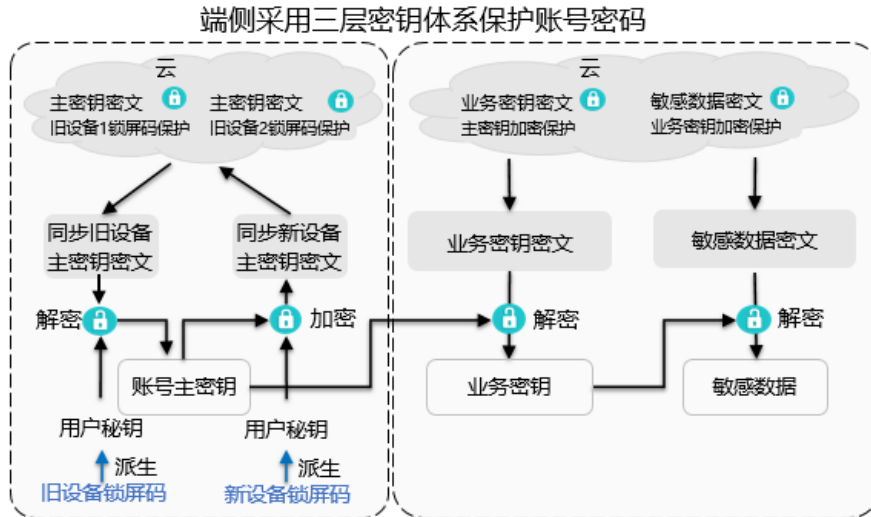 端侧采用三层密钥体系保护账号密码
云
主密钥密文
旧设备1锁屏码保护
主密钥密文
旧设备2锁屏码保护
同步旧设备
主密钥密文
同步新设备
主密钥密文
解密
加密
账号主密钥
用户秘钥
用户秘钥
派生
派生
旧设备锁屏码
新设备锁屏码
云
业务密钥密文
主密钥加密保护
敏感数据密文
业务密钥加密保护
业务密钥密文
敏感数据密文
解密
解密
业务密钥
敏感数据